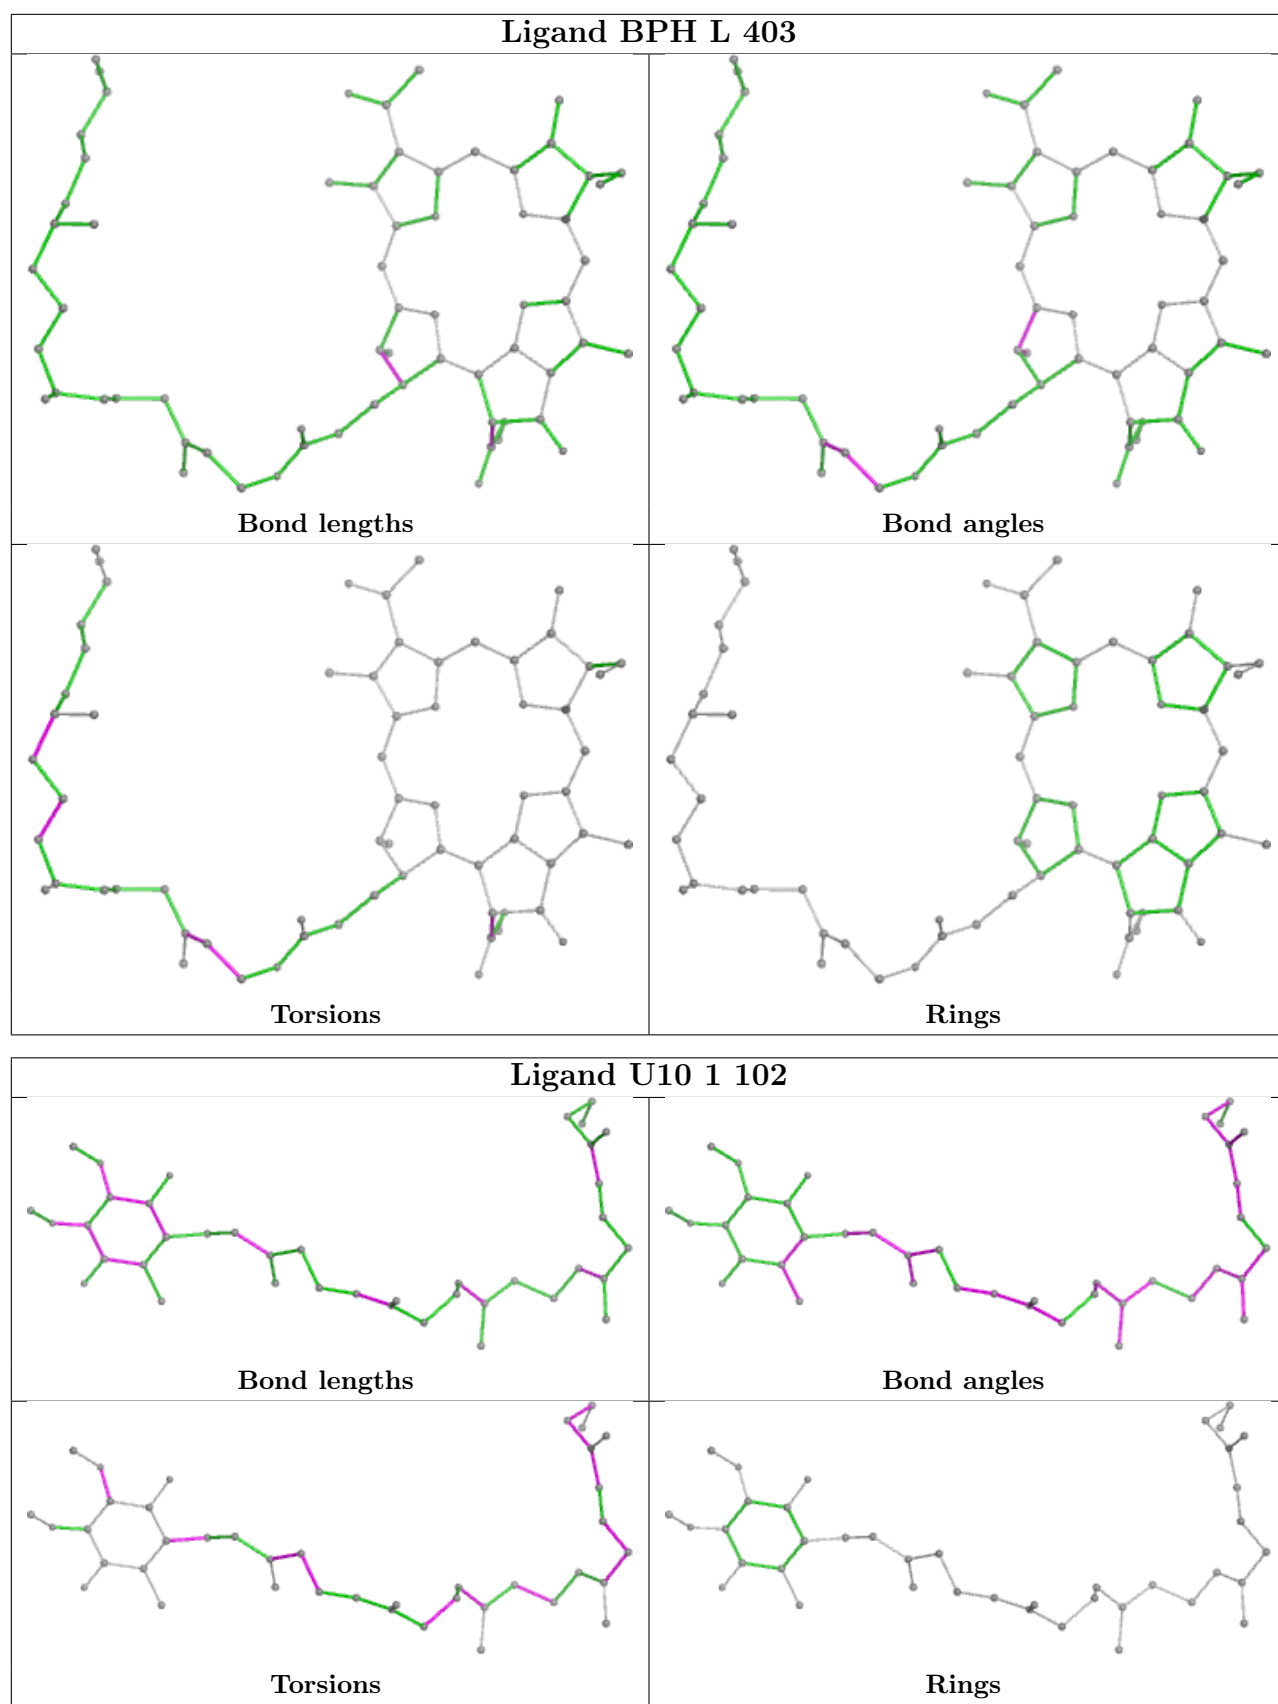 Ligand BPH L 403
Bond lengths
Bond angles
Torsions
Rings
Ligand U10 1 102
Bond lengths
Bond angles
Torsions
Rings